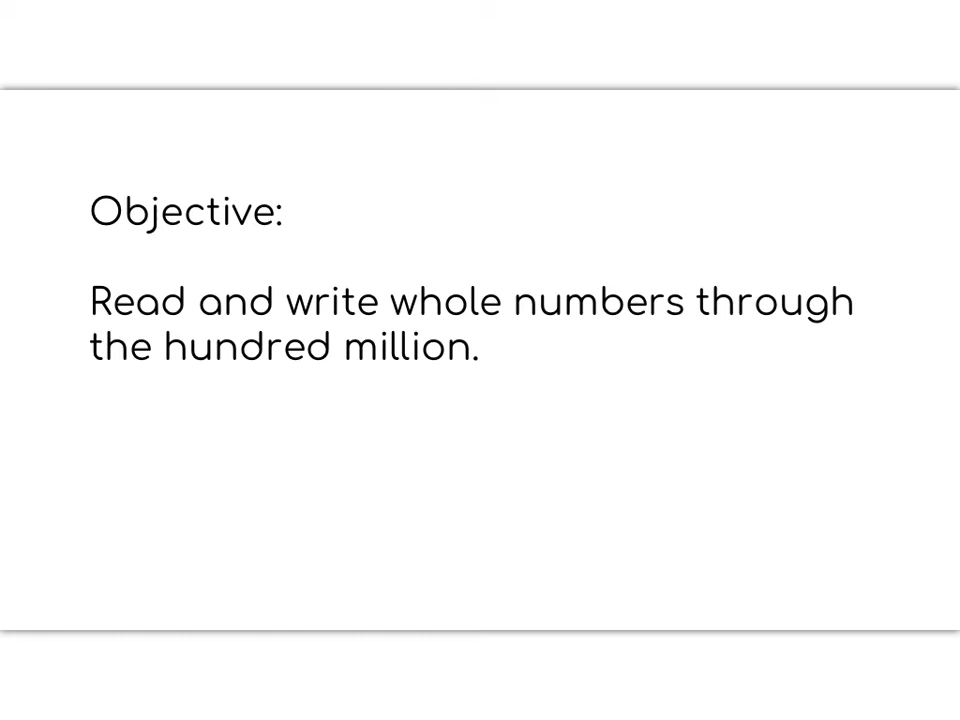 Objective:
Read and write whole numbers through
the hundred million.